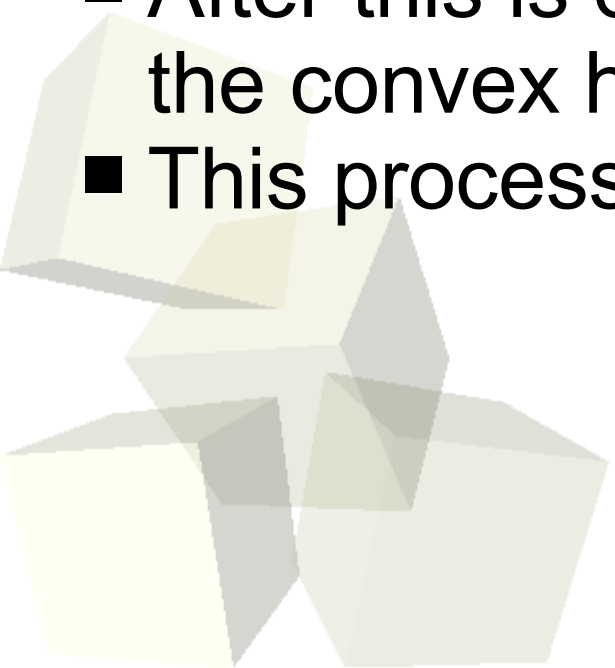 After this is
the convex
■ This process